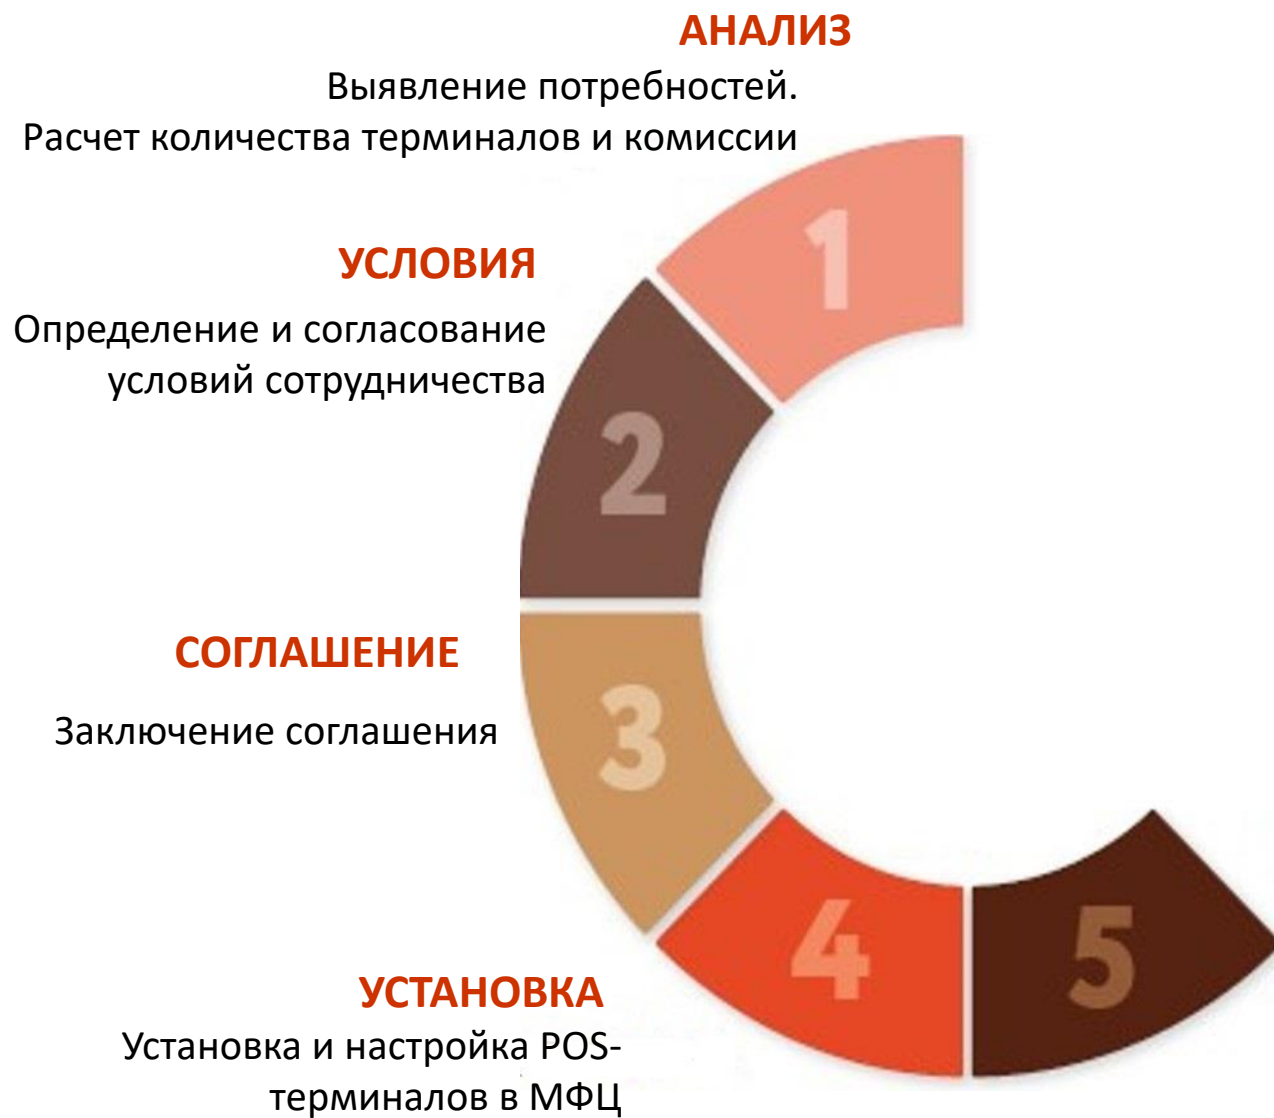 АНАЛИЗ
Выявление потребностей.
Расчет количества терминалов и комиссии
1
УСЛОВИЯ
Определение и согласование
условий сотрудничества
2
СОГЛАШЕНИЕ
Заключение соглашения
3
4
5
УСТАНОВКА
Установка и настройка POS-
терминалов в МФЦ